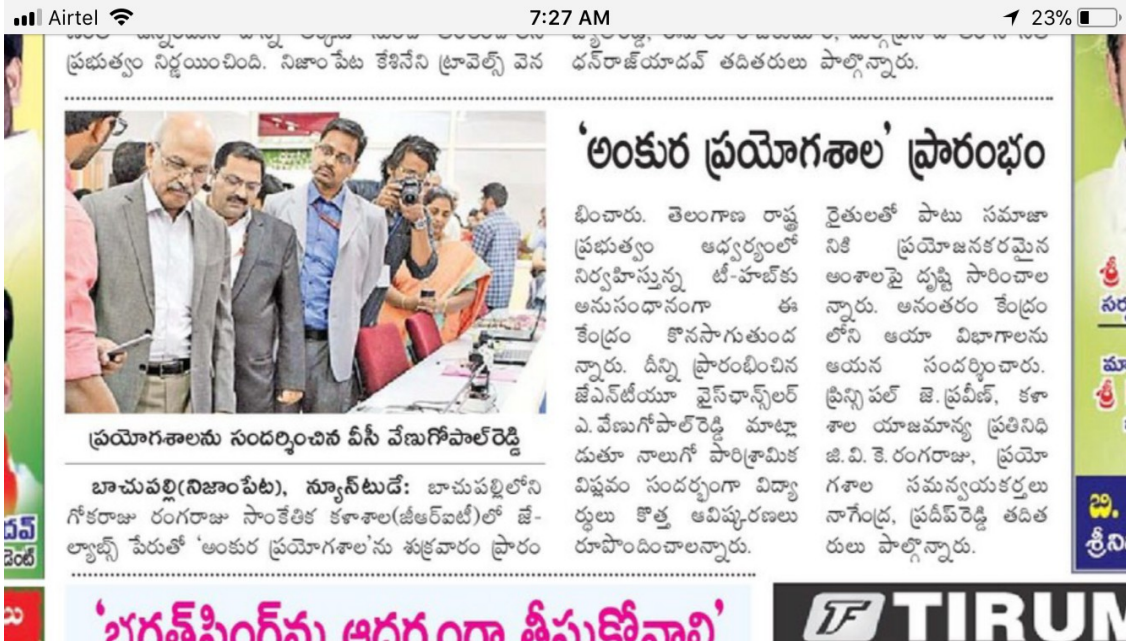 Airtel
7:27 AM
23%
ప్రభుత్వం నిర్ణయించింది. నిజాంపేట కేశినేని ట్రావెల్స్ వెన
ధన్‌రాజ్‌యాదవ్ తదితరులు పాల్గొన్నారు.
‘అంకుర ప్రయోగశాల’ ప్రారంభం
ప్రయోగశాలను సందర్శించిన వీసీ వేణుగోపాల్‌రెడ్డి
బాచుపల్లి(నిజాంపేట), న్యూస్‌టుడే: బాచుపల్లిలోని
గోకరాజు రంగరాజు సాంకేతిక కళాశాల(జీఆర్‌ఐటీ)లో జే-
ల్యాబ్స్ పేరుతో ‘అంకుర ప్రయోగశాల’ను శుక్రవారం ప్రారం
భించారు. తెలంగాణ రాష్ట్ర
ప్రభుత్వం ఆధ్వర్యంలో
నిర్వహిస్తున్న టీ-హబ్‌కు
అనుసంధానంగా ఈ
కేంద్రం కొనసాగుతుంద
న్నారు. దీన్ని ప్రారంభించిన
జేఎన్‌టీయూ వైస్‌ఛాన్స్‌లర్
ఎ.వేణుగోపాల్‌రెడ్డి మాట్లా
డుతూ నాలుగో పారిశ్రామిక
విప్లవం సందర్భంగా విద్యా
ర్థులు కొత్త ఆవిష్కరణలు
రూపొందించాలన్నారు.
రైతులతో పాటు సమాజా
నికి ప్రయోజనకరమైన
అంశాలపై దృష్టి సారించాల
న్నారు. అనంతరం కేంద్రం
లోని ఆయా విభాగాలను
ఆయన సందర్శించారు.
ప్రిన్సిపల్ జె.ప్రవీణ్, కళా
శాల యాజమాన్య ప్రతినిధి
జి.వి.కె.రంగరాజు, ప్రయో
గశాల సమన్వయకర్తలు
నాగేంద్ర, ప్రదీప్‌రెడ్డి తదిత
రులు పాల్గొన్నారు.
‘భగత్‌సింగ్‌ను ఆదర్శంగా తీసుకోవాలి’
TF TIRUM
శ్రీ
శ్రీ
బి.